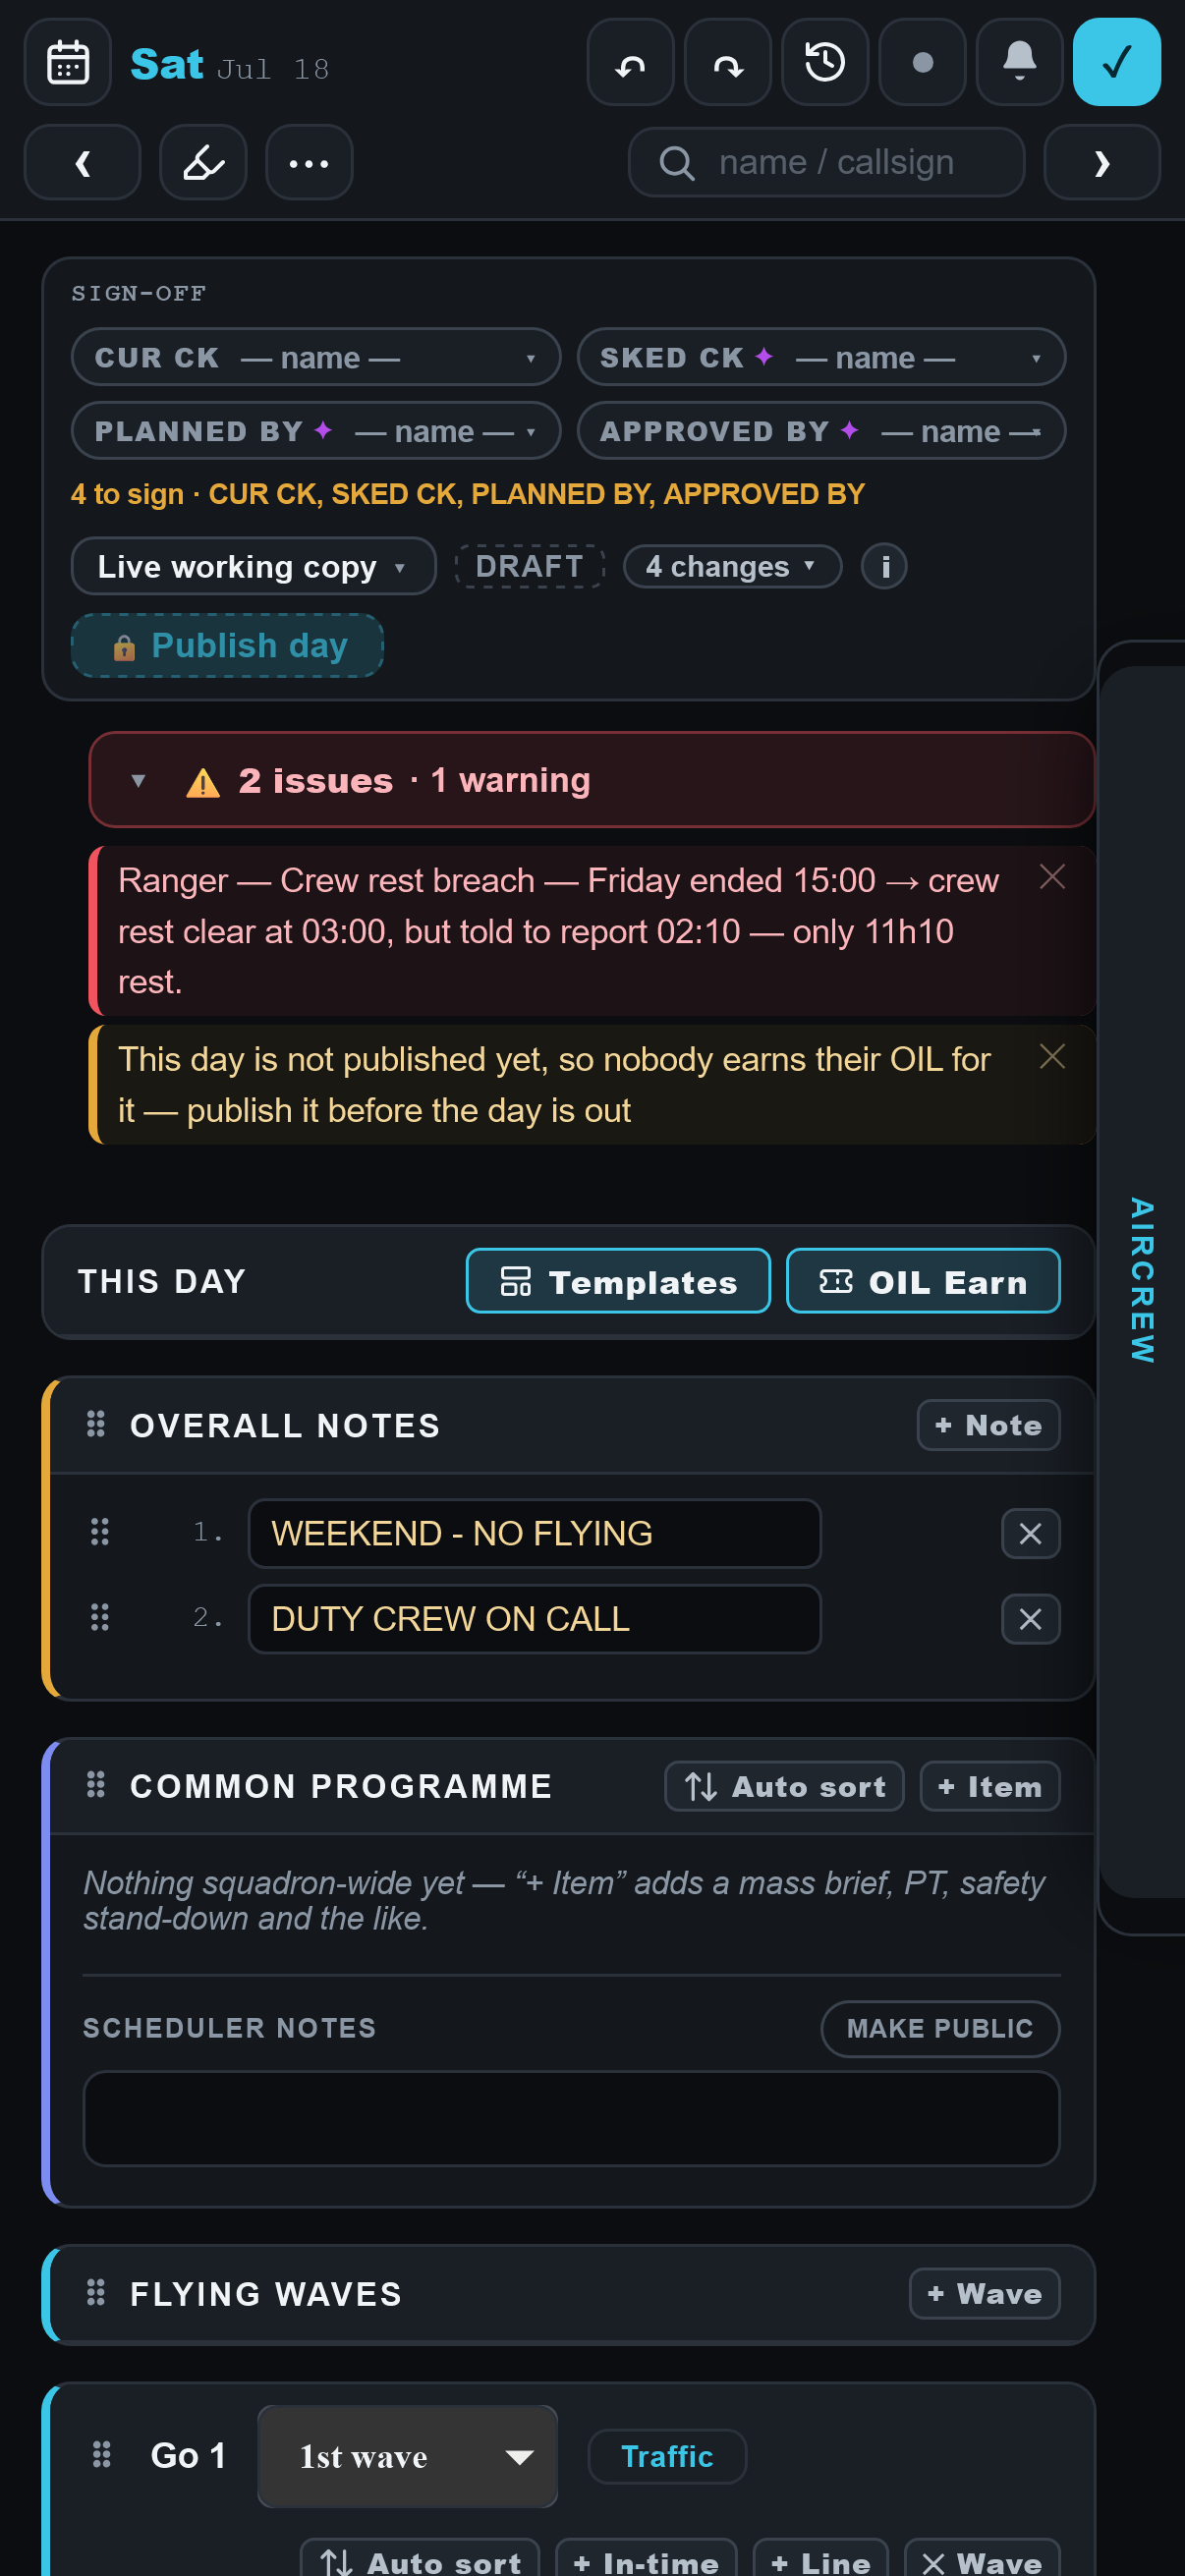 Sat Jul 18
name / callsign
SIGN-OFF
CUR CK — name —
SKED CK — name —
PLANNED BY — name —
APPROVED BY — name —
4 to sign · CUR CK, SKED CK, PLANNED BY, APPROVED BY
Live working copy
DRAFT
4 changes
i
Publish day
2 issues · 1 warning
Ranger — Crew rest breach — Friday ended 15:00 → crew
rest clear at 03:00, but told to report 02:10 — only 11h10
rest.
This day is not published yet, so nobody earns their OIL for
it — publish it before the day is out
AIRCREW
THIS DAY
Templates
OIL Earn
OVERALL NOTES
+ Note
1. WEEKEND - NO FLYING
2. DUTY CREW ON CALL
COMMON PROGRAMME
Auto sort
+ Item
Nothing squadron-wide yet — “+ Item” adds a mass brief, PT, safety
stand-down and the like.
SCHEDULER NOTES
MAKE PUBLIC
FLYING WAVES
+ Wave
Go 1
1st wave
Traffic
Auto sort
+ In-time
+ Line
× Wave